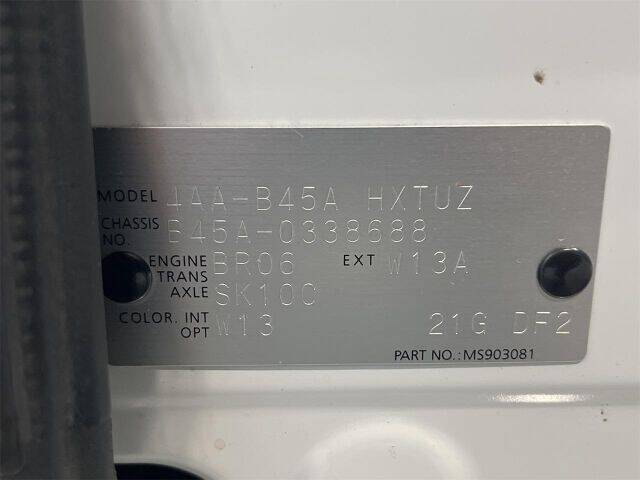 MODEL 4AA-B45A HXTUZ
CHASSIS NO. B45A-0338688
ENGINE BR06 EXT W13A
TRANS AXLE SK100
COLOR. INT W13 21G DF2
OPT
PART NO.:MS903081